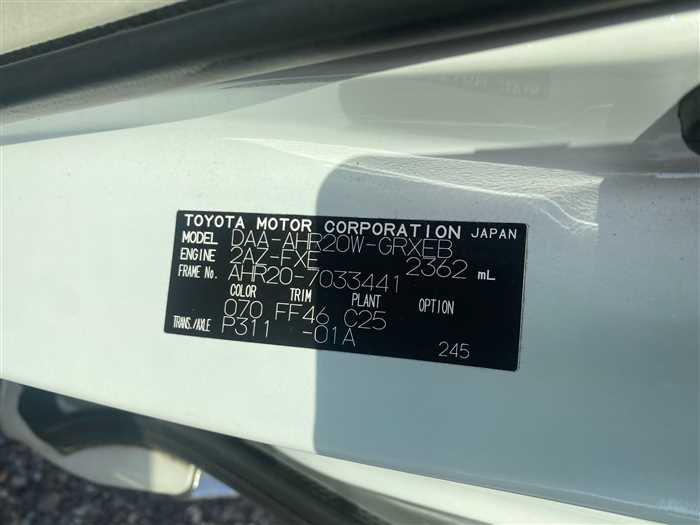 TOYOTA MOTOR CORPORATION JAPAN
MODEL DAA-AHR20W-GRXEB
ENGINE 2AZ-FXE 2362 mL
FRAME No. AHR20-7033441
COLOR TRIM PLANT OPTION
070 FF46 C25
TRANS./AXLE P311 -01A
245